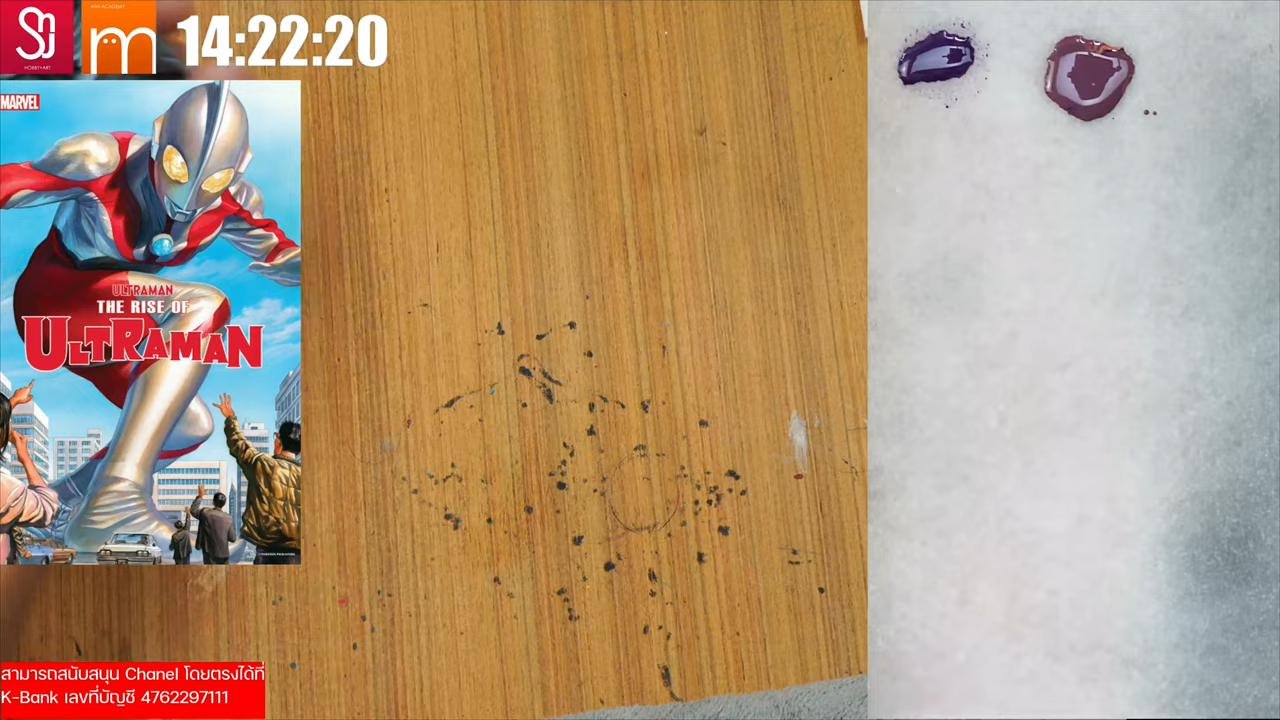 HOBBY+ART
ANN ACADEMY
14:22:20
MARVEL
ULTRAMAN
THE RISE OF
ULTRAMAN
สามารถสนับสนุน Chanel โดยตรงได้ที่
K-Bank เลขที่บัญชี 4762297111